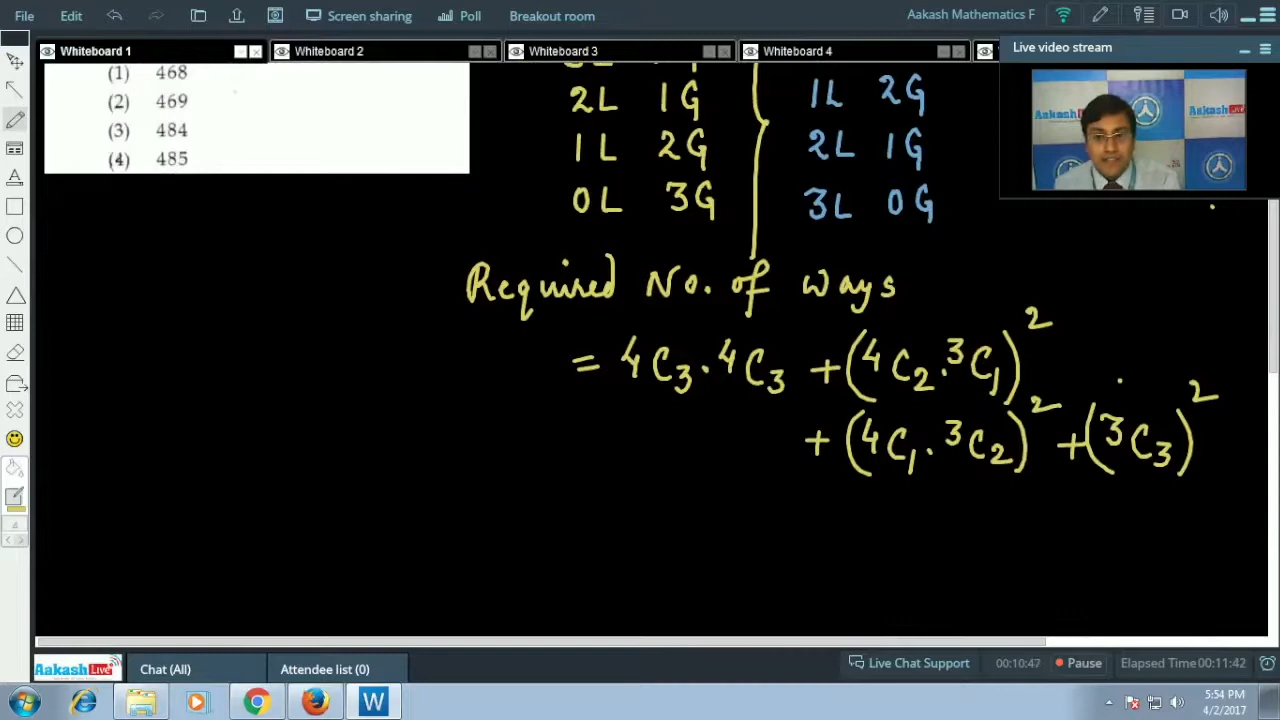 File Edit Screen sharing Poll Breakout room Aakash Mathematics F
Whiteboard 1 Whiteboard 2 Whiteboard 3 Whiteboard 4
Live video stream
Aakash Live
(1) 468
(2) 469
(3) 484
(4) 485
2L 1G
1L 2G
0L 3G
1L 2G
2L 1G
3L 0G
Required No. of ways
= 4C₃ · 4C₃ + (4C₂ · 3C₁)²
+ (4C₁ · 3C₂)² + (3C₃)²
Aakash Live Chat (All) Attendee list (0) Live Chat Support 00:10:47 Pause Elapsed Time 00:11:42
5:54 PM
4/2/2017